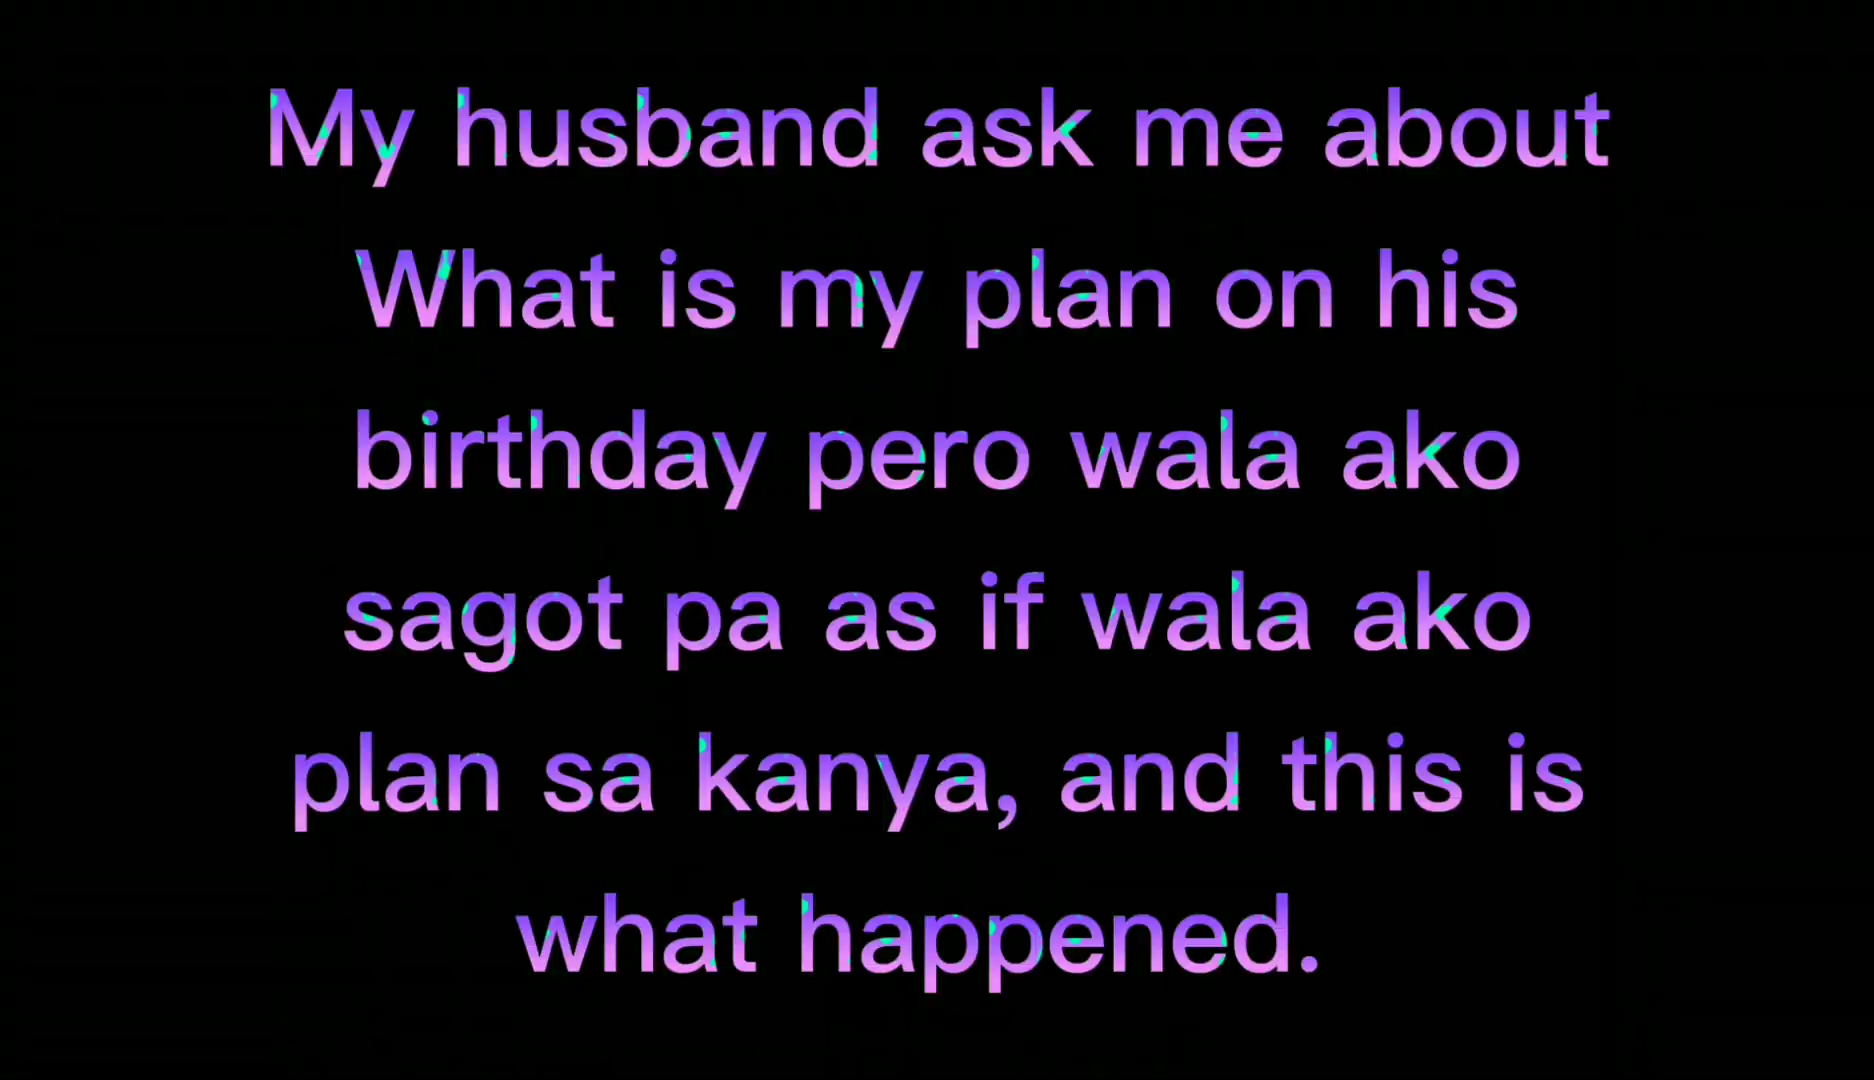 My husband ask me about
What is my plan on his
birthday pero wala ako
sagot pa as if wala ako
plan sa kanya, and this is
what happened.